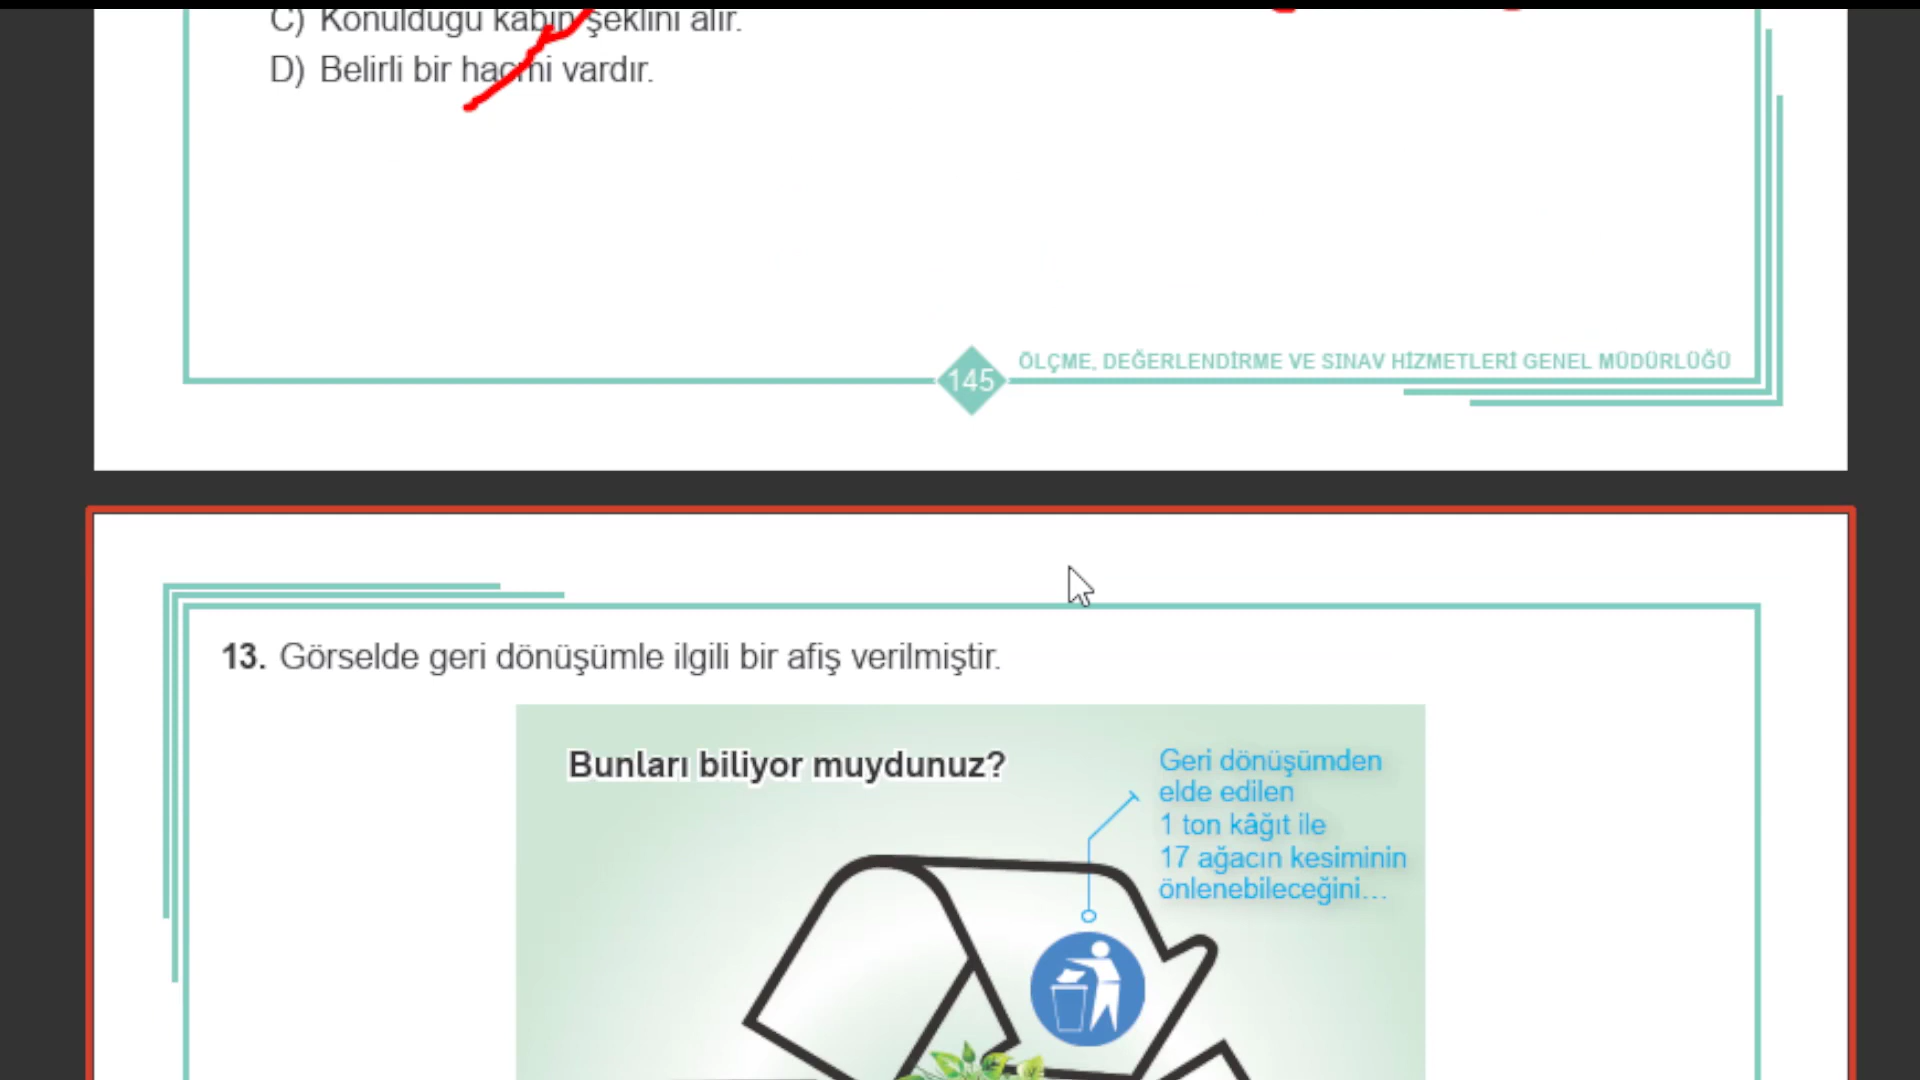 C) Konulduğu kabın şeklini alır.
D) Belirli bir hacmi vardır.
ÖLÇME, DEĞERLENDİRME VE SINAV HİZMETLERİ GENEL MÜDÜRLÜĞÜ
145
13. Görselde geri dönüşümle ilgili bir afiş verilmiştir.
Bunları biliyor muydunuz?
Geri dönüşümden
elde edilen
1 ton kâğıt ile
17 ağacın kesiminin
önlenebileceğini...